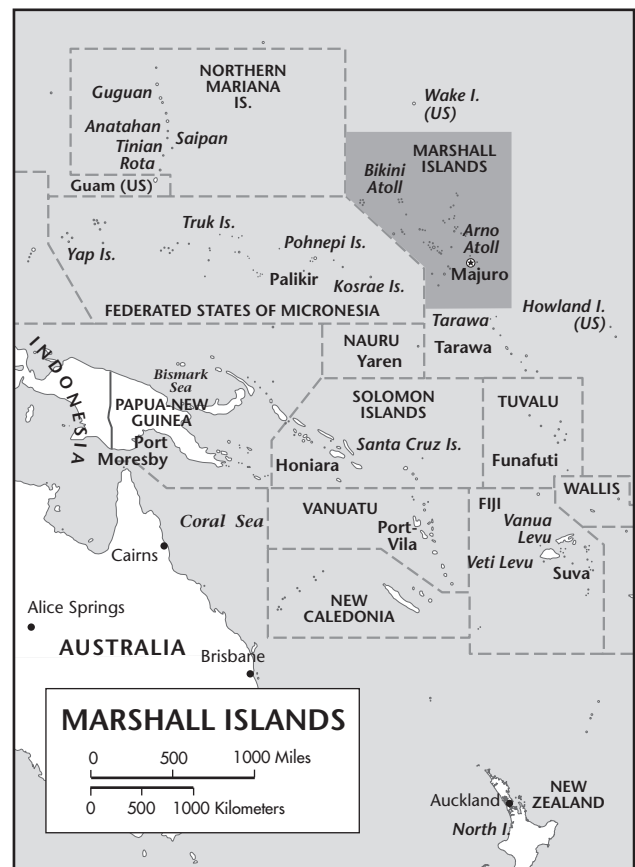 NORTHERN
MARIANA
IS.
Guguan
Anatahan
Tinian
Rota
Saipan
Guam (US)
Wake I.
(US)
MARSHALL
ISLANDS
Bikini
Atoll
Arno
Atoll
Majuro
Yap Is.
Truk Is.
Pohnepi Is.
Palikir
Kosrae Is.
FEDERATED STATES OF MICRONESIA
Howland I.
(US)
Tarawa
Tarawa
NAURU
Yaren
INDONESIA
Bismark
Sea
PAPUA-NEW
GUINEA
Port
Moresby
SOLOMON
ISLANDS
Santa Cruz Is.
Honiara
TUVALU
Funafuti
WALLIS
Coral Sea
VANUATU
Port-
Vila
FIJI
Vanua
Levu
Veti Levu
Suva
Cairns
NEW
CALEDONIA
Alice Springs
AUSTRALIA
Brisbane
MARSHALL ISLANDS
0 500 1000 Miles
0 500 1000 Kilometers
Auckland
NEW
ZEALAND
North I.